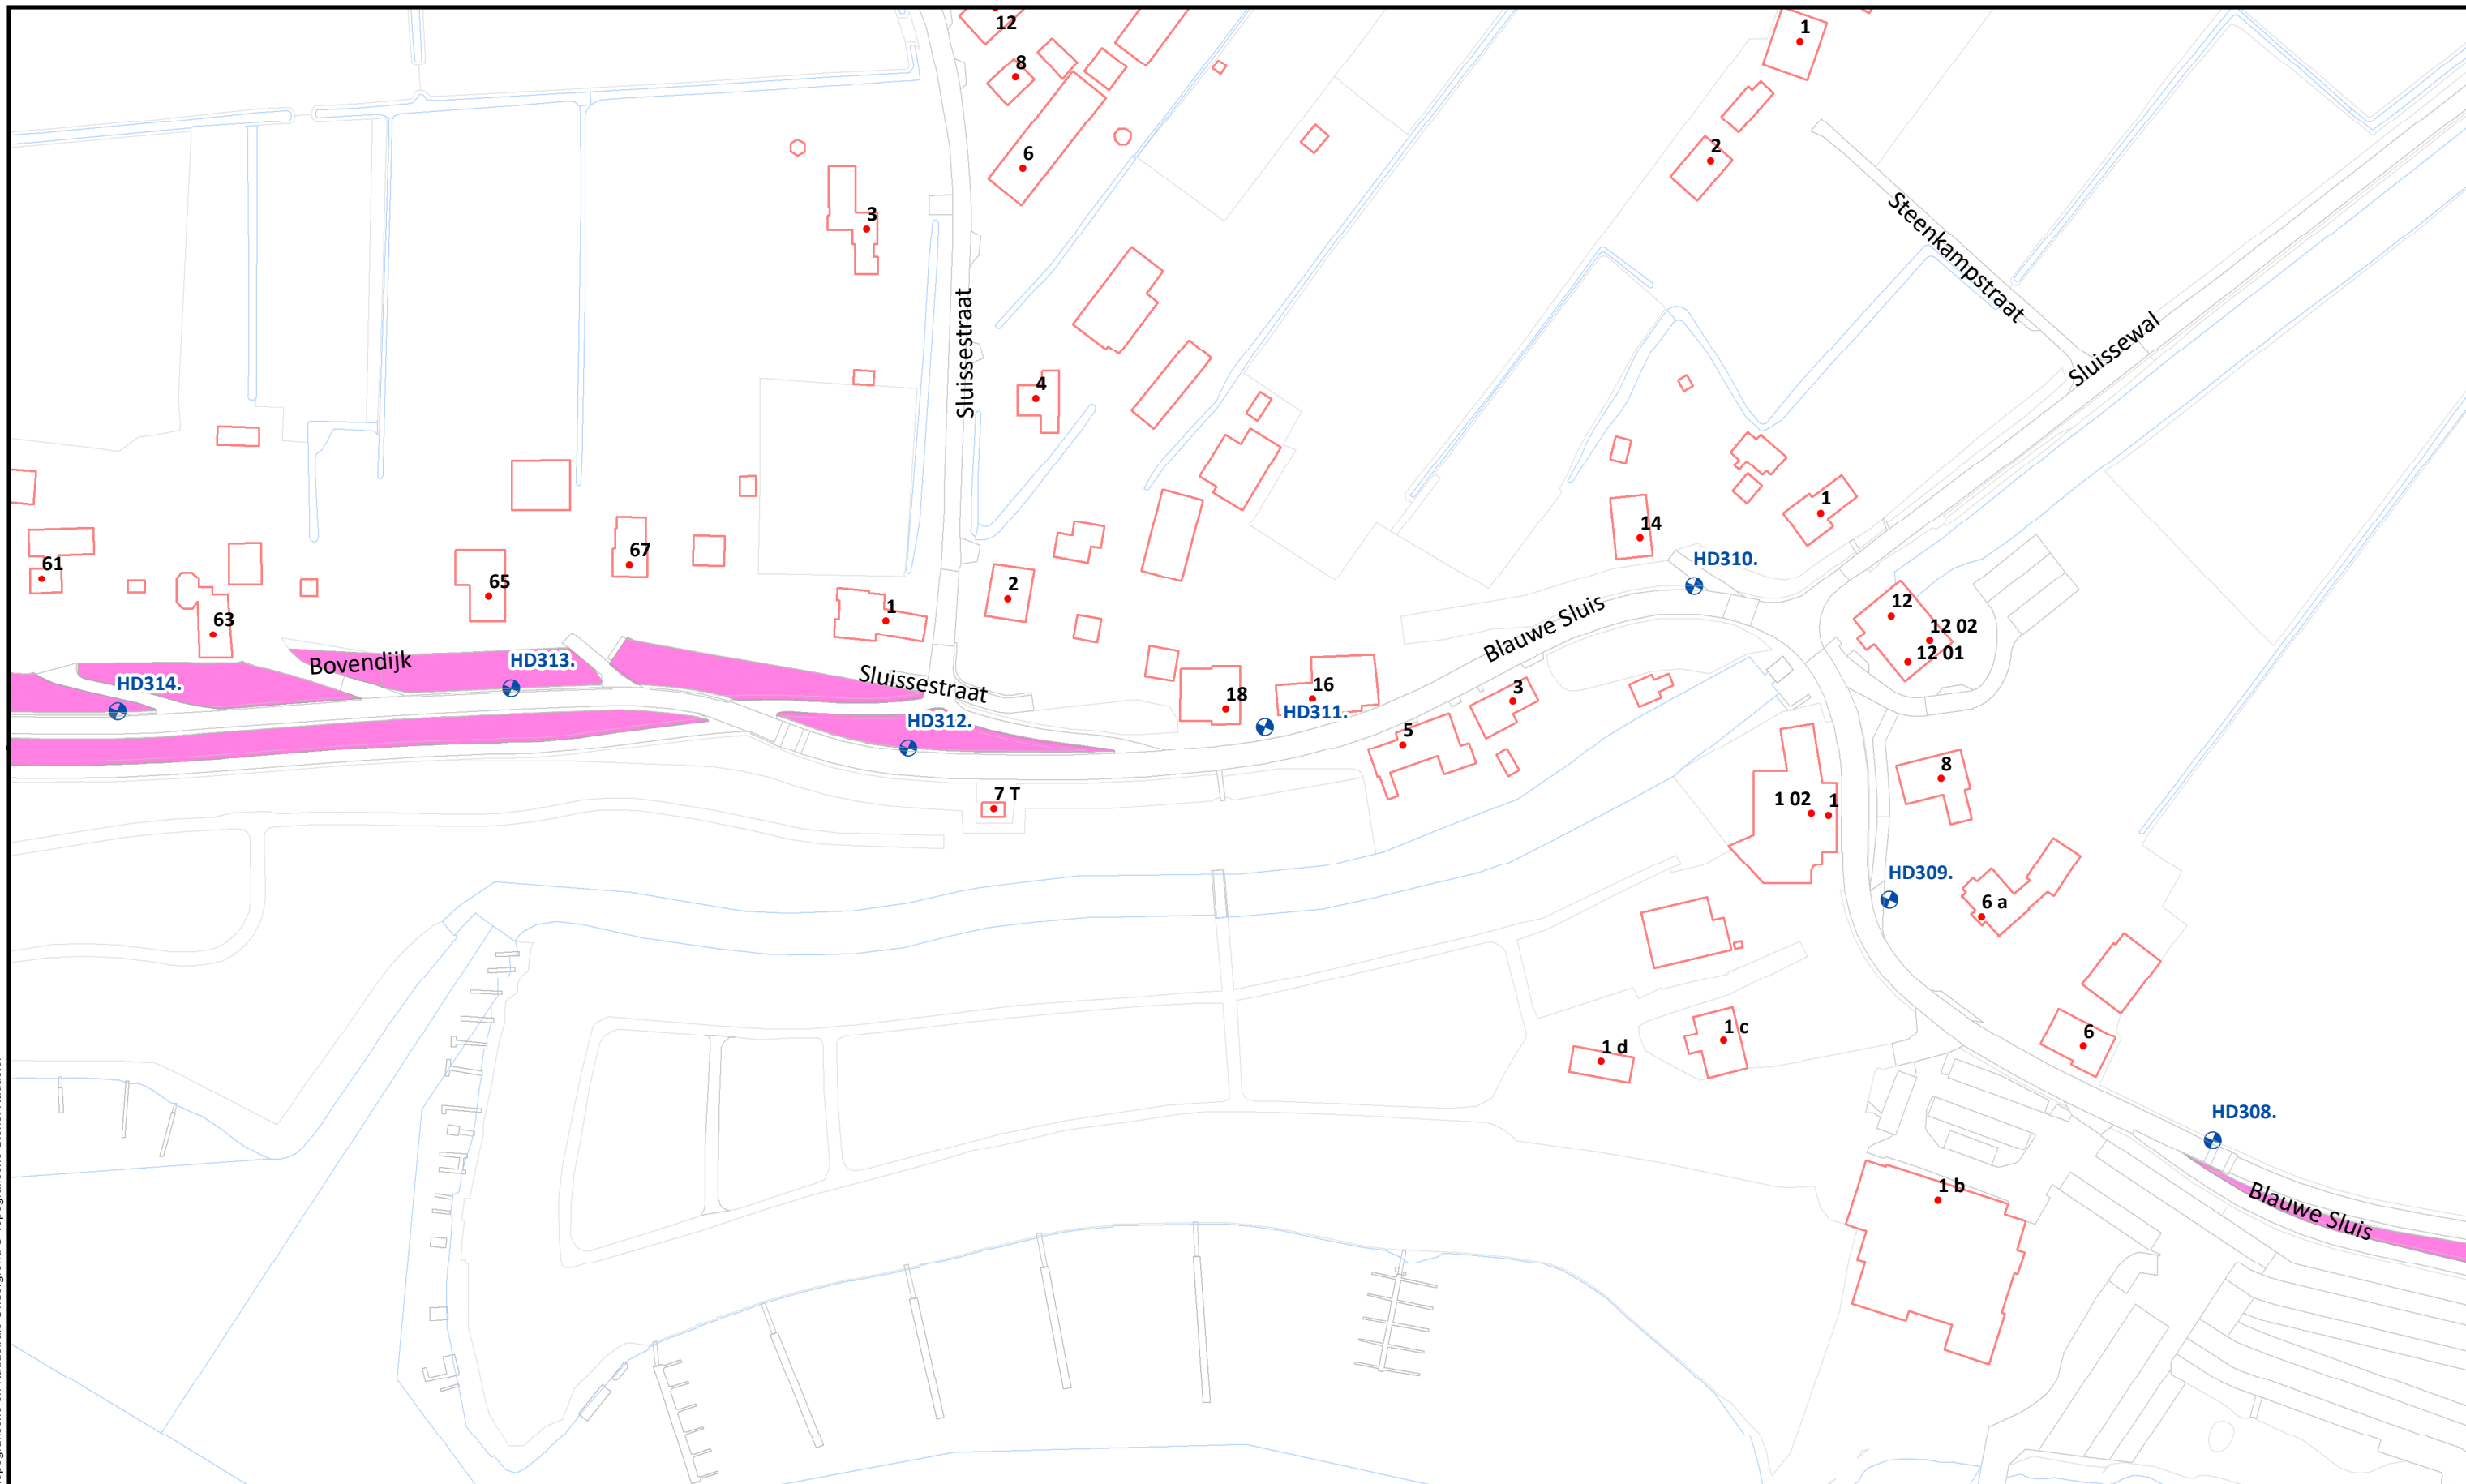 12
8
6
3
Sluissestraat
4
2
1
1
2
Steenkampstraat
Sluissewal
14
1
HD310.
Blauwe Sluis
12
12 02
12 01
61
63
65
67
1
Bovendijk
HD313.
HD314.
Sluissestraat
HD312.
18
16
HD311.
3
5
7 T
1 02
1
8
HD309.
6 a
6
1 d
1 c
HD308.
1 b
Blauwe Sluis